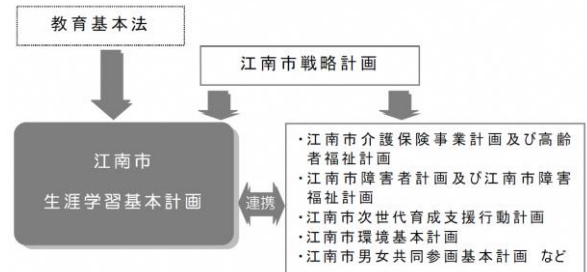 教育基本法
江南市戦略計画
江南市
生涯学習基本計画
連携
・江南市介護保険事業計画及び高齢
者福祉計画
・江南市障害者計画及び江南市障害
福祉計画
・江南市次世代育成支援行動計画
・江南市環境基本計画
・江南市男女共同参画基本計画 など